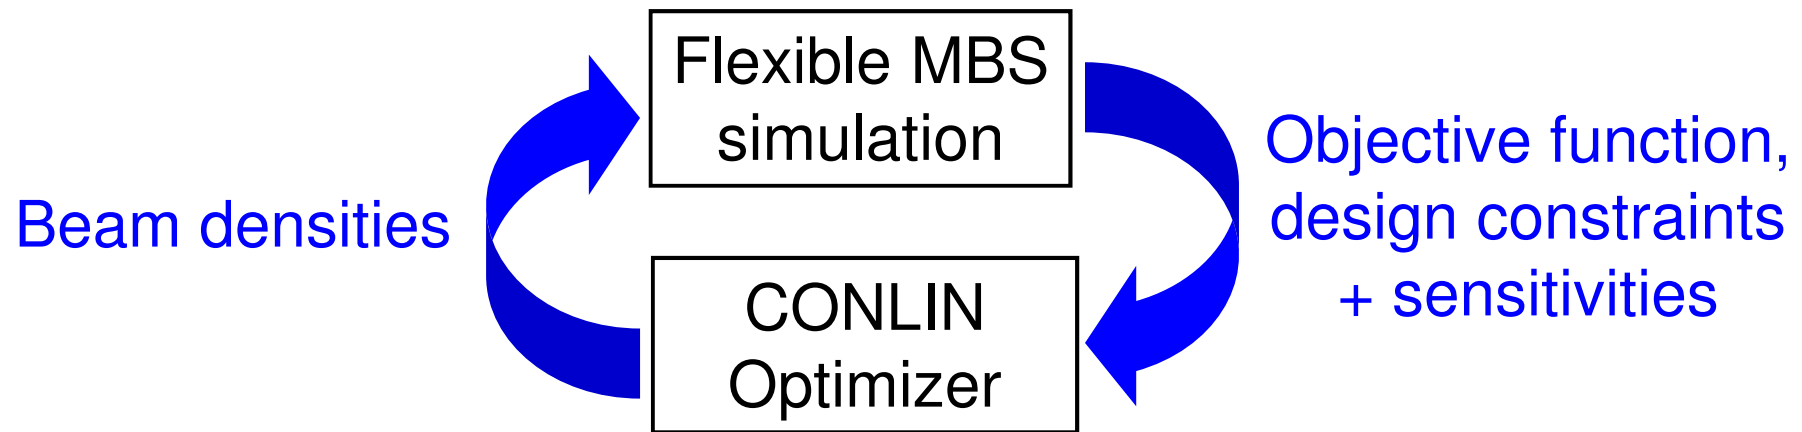 Flexible MBS
simulation
Objective function,
design constraints
+ sensitivities
Beam densities
CONLIN
Optimizer